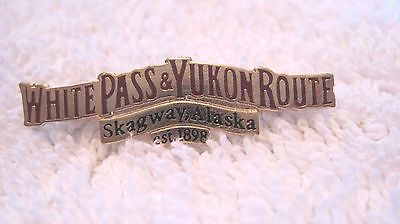 WHITE PASS & YUKON ROUTE
Skagway, Alaska
est. 1898